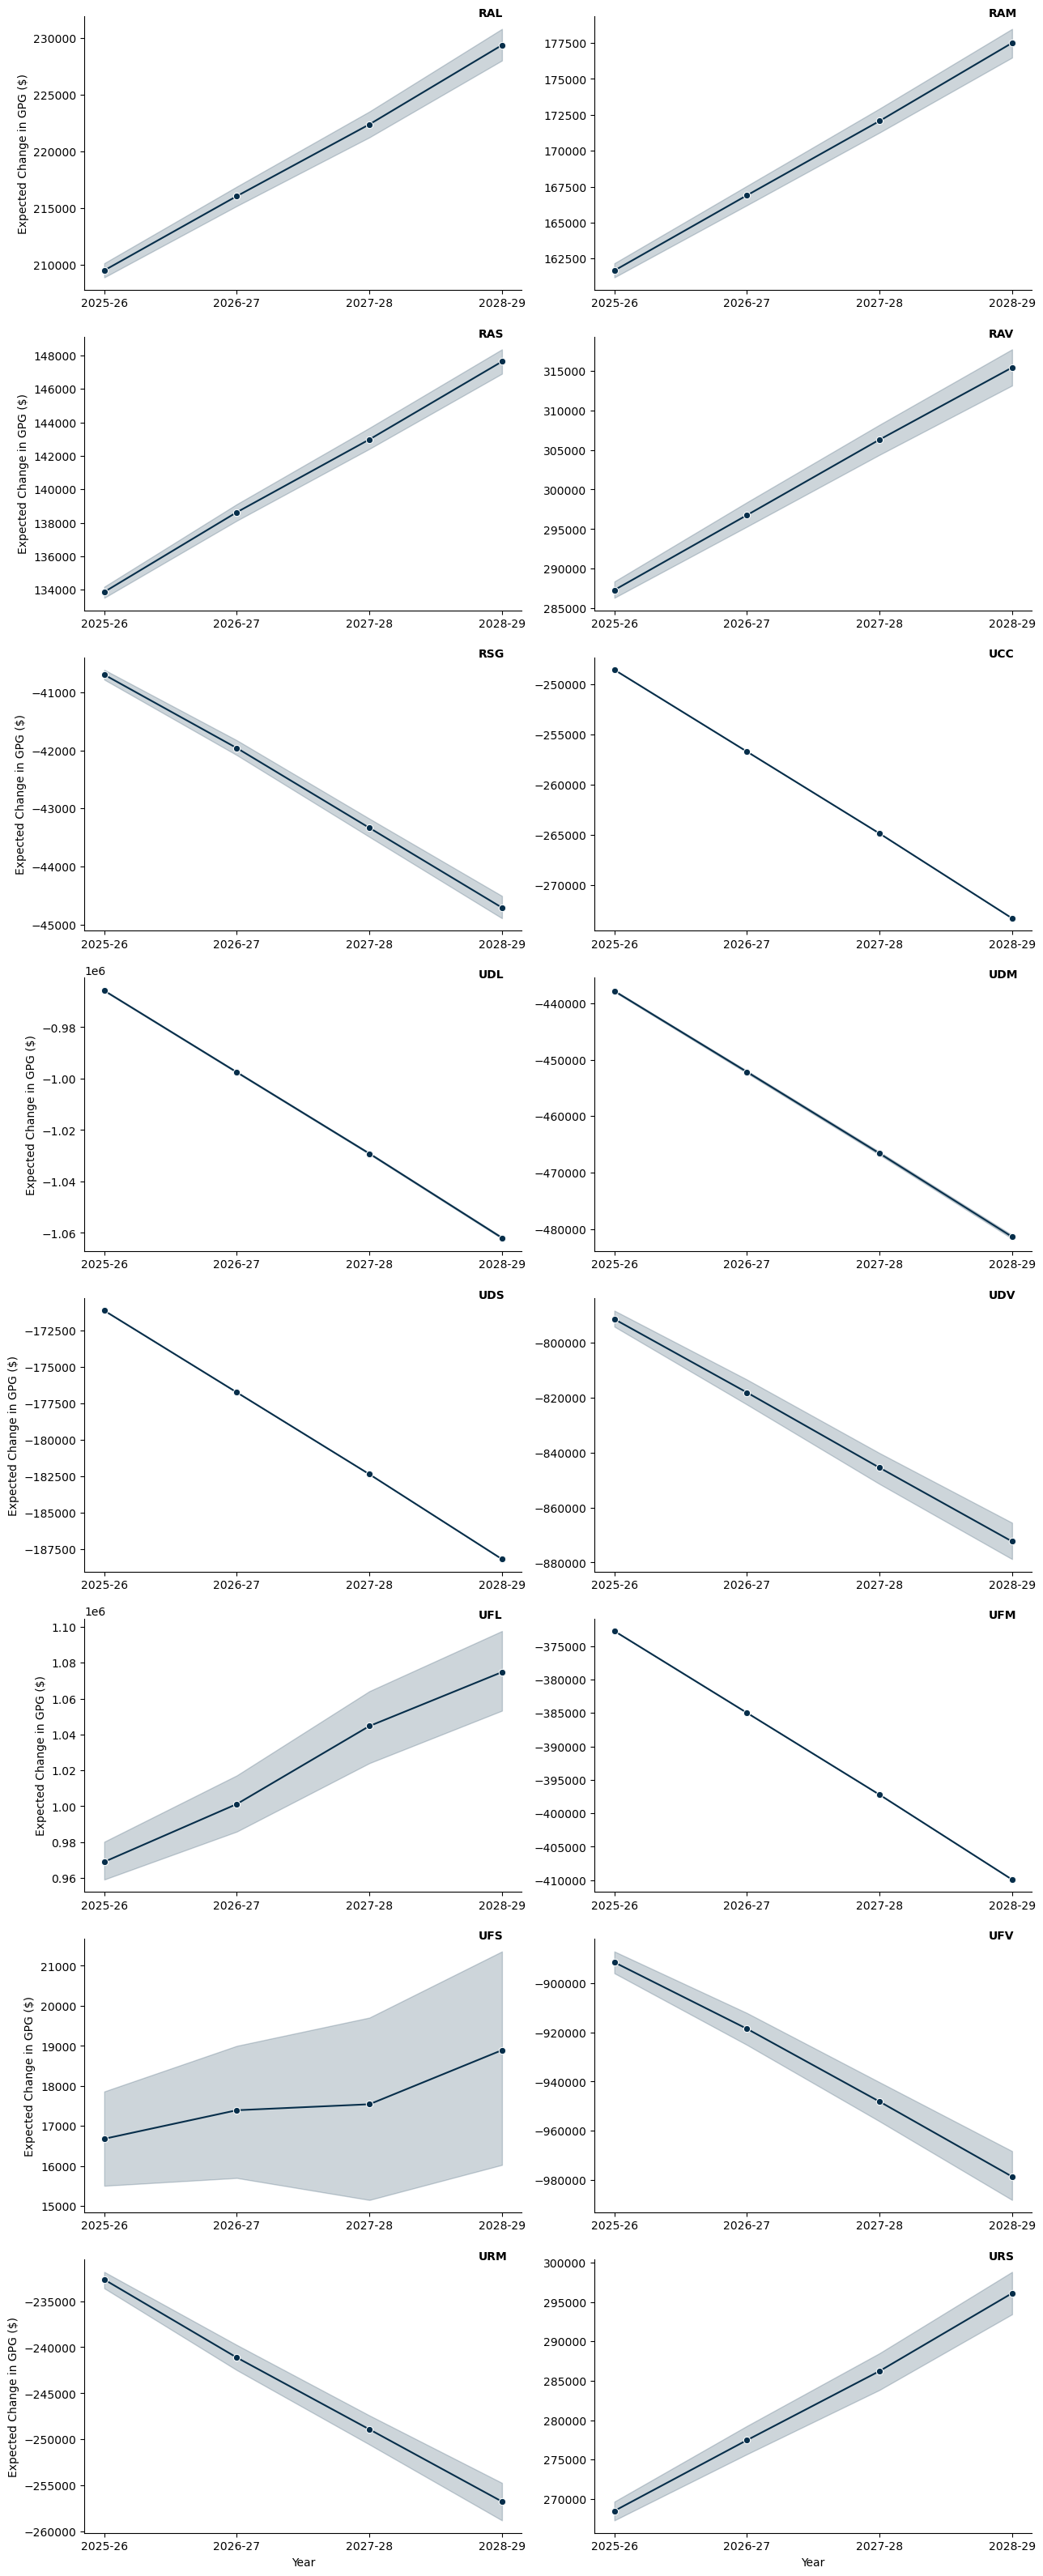 RAL
Expected Change in GPG ($)
230000
225000
220000
215000
210000
2025-26 2026-27 2027-28 2028-29
RAM
177500
175000
172500
170000
167500
165000
162500
2025-26 2026-27 2027-28 2028-29
RAS
Expected Change in GPG ($)
148000
146000
144000
142000
140000
138000
136000
134000
2025-26 2026-27 2027-28 2028-29
RAV
315000
310000
305000
300000
295000
290000
285000
2025-26 2026-27 2027-28 2028-29
RSG
Expected Change in GPG ($)
−41000
−42000
−43000
−44000
−45000
2025-26 2026-27 2027-28 2028-29
UCC
−250000
−255000
−260000
−265000
−270000
2025-26 2026-27 2027-28 2028-29
1e6 UDL
Expected Change in GPG ($)
−0.98
−1.00
−1.02
−1.04
−1.06
2025-26 2026-27 2027-28 2028-29
UDM
−440000
−450000
−460000
−470000
−480000
2025-26 2026-27 2027-28 2028-29
UDS
Expected Change in GPG ($)
−172500
−175000
−177500
−180000
−182500
−185000
−187500
2025-26 2026-27 2027-28 2028-29
UDV
−800000
−820000
−840000
−860000
−880000
2025-26 2026-27 2027-28 2028-29
1e6 UFL
Expected Change in GPG ($)
1.10
1.08
1.06
1.04
1.02
1.00
0.98
0.96
2025-26 2026-27 2027-28 2028-29
UFM
−375000
−380000
−385000
−390000
−395000
−400000
−405000
−410000
2025-26 2026-27 2027-28 2028-29
UFS
Expected Change in GPG ($)
21000
20000
19000
18000
17000
16000
15000
2025-26 2026-27 2027-28 2028-29
UFV
−900000
−920000
−940000
−960000
−980000
2025-26 2026-27 2027-28 2028-29
URM
Expected Change in GPG ($)
−235000
−240000
−245000
−250000
−255000
−260000
2025-26 2026-27 2027-28 2028-29
Year
URS
300000
295000
290000
285000
280000
275000
270000
2025-26 2026-27 2027-28 2028-29
Year